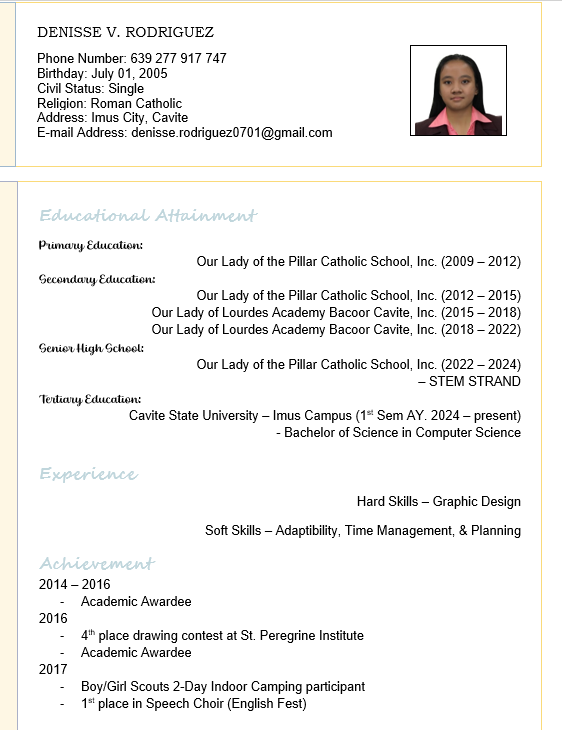 DENISSE V. RODRIGUEZ
Phone Number: 639 277 917 747
Birthday: July 01, 2005
Civil Status: Single
Religion: Roman Catholic
Address: Imus City, Cavite
E-mail Address: denisse.rodriguez0701@gmail.com
Educational Attainment
Primary Education:
Our Lady of the Pillar Catholic School, Inc. (2009 – 2012)
Secondary Education:
Our Lady of the Pillar Catholic School, Inc. (2012 – 2015)
Our Lady of Lourdes Academy Bacoor Cavite, Inc. (2015 – 2018)
Our Lady of Lourdes Academy Bacoor Cavite, Inc. (2018 – 2022)
Senior High School:
Our Lady of the Pillar Catholic School, Inc. (2022 – 2024)
– STEM STRAND
Tertiary Education:
Cavite State University – Imus Campus (1st Sem AY. 2024 – present)
- Bachelor of Science in Computer Science
Experience
Hard Skills – Graphic Design
Soft Skills – Adaptibility, Time Management, & Planning
Achievement
2014 – 2016
- Academic Awardee
2016
- 4th place drawing contest at St. Peregrine Institute
- Academic Awardee
2017
- Boy/Girl Scouts 2-Day Indoor Camping participant
- 1st place in Speech Choir (English Fest)